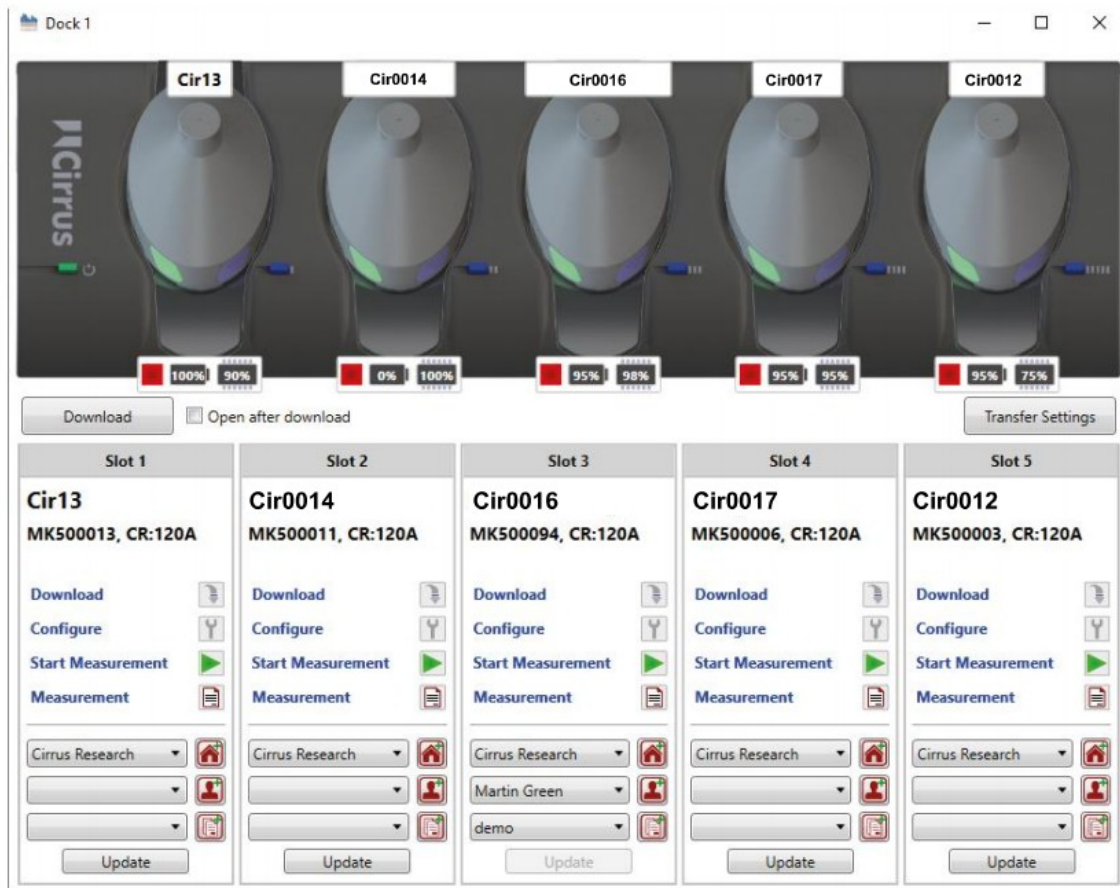 Dock 1
Cir13 Cir0014 Cir0016 Cir0017 Cir0012
Cirrus
100% 90% 0% 100% 95% 98% 95% 95% 95% 75%
Download Open after download Transfer Settings
Slot 1 Slot 2 Slot 3 Slot 4 Slot 5
Cir13 Cir0014 Cir0016 Cir0017 Cir0012
MK500013, CR:120A MK500011, CR:120A MK500094, CR:120A MK500006, CR:120A MK500003, CR:120A
Download Download Download Download Download
Configure Configure Configure Configure Configure
Start Measurement Start Measurement Start Measurement Start Measurement Start Measurement
Measurement Measurement Measurement Measurement Measurement
Cirrus Research Cirrus Research Cirrus Research Cirrus Research Cirrus Research
Martin Green
demo
Update Update Update Update Update